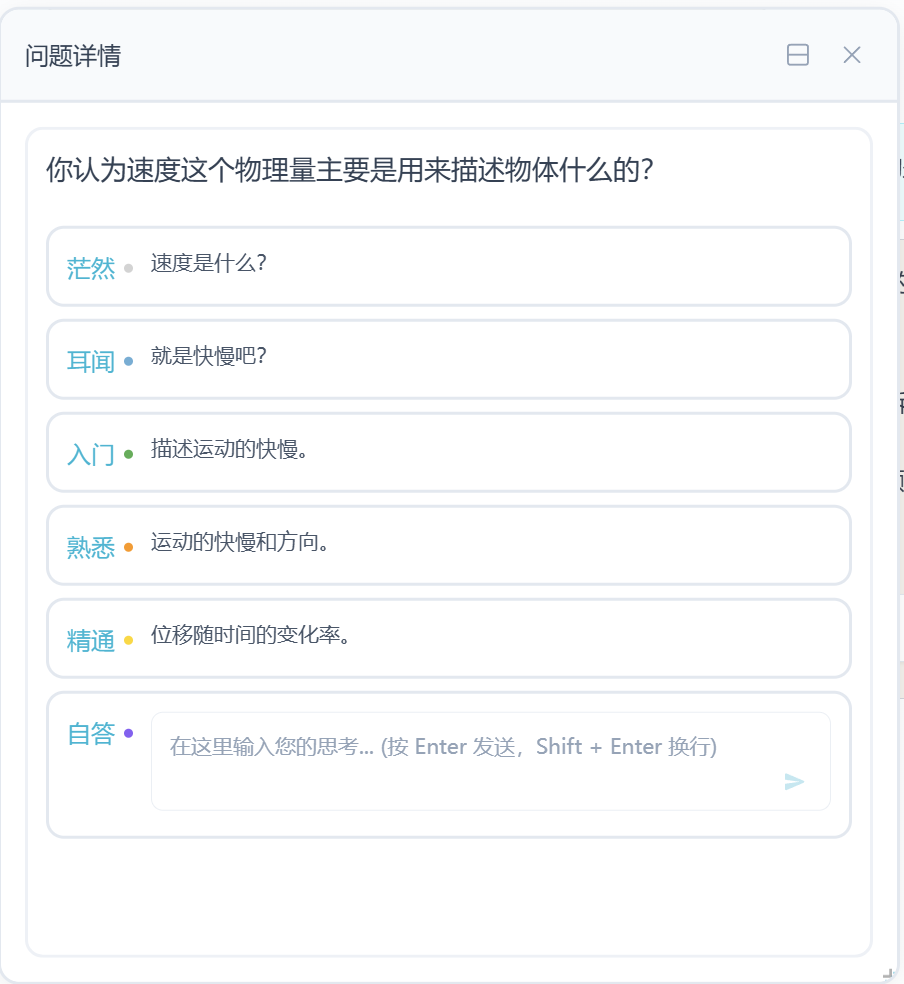 问题详情
你认为速度这个物理量主要是用来描述物体什么的？
茫然 速度是什么？
耳闻 就是快慢吧？
入门 描述运动的快慢。
熟悉 运动的快慢和方向。
精通 位移随时间的变化率。
自答 在这里输入您的思考... (按 Enter 发送，Shift + Enter 换行)